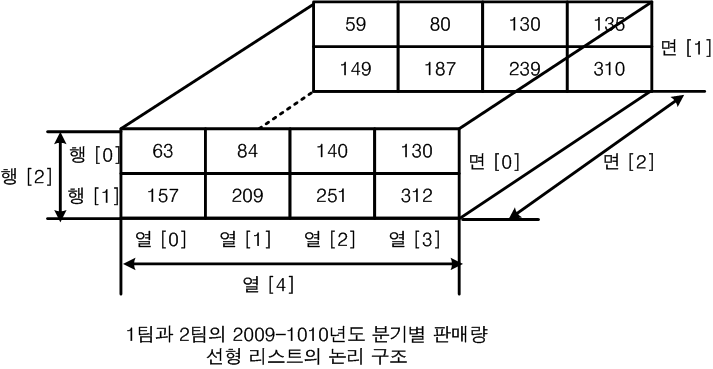 59 80 130 135
면 [1]
149 187 239 310
행 [0] 63 84 140 130 면 [0] 면 [2]
행 [2]
행 [1] 157 209 251 312
열 [0] 열 [1] 열 [2] 열 [3]
열 [4]
1팀과 2팀의 2009-1010년도 분기별 판매량
선형 리스트의 논리 구조